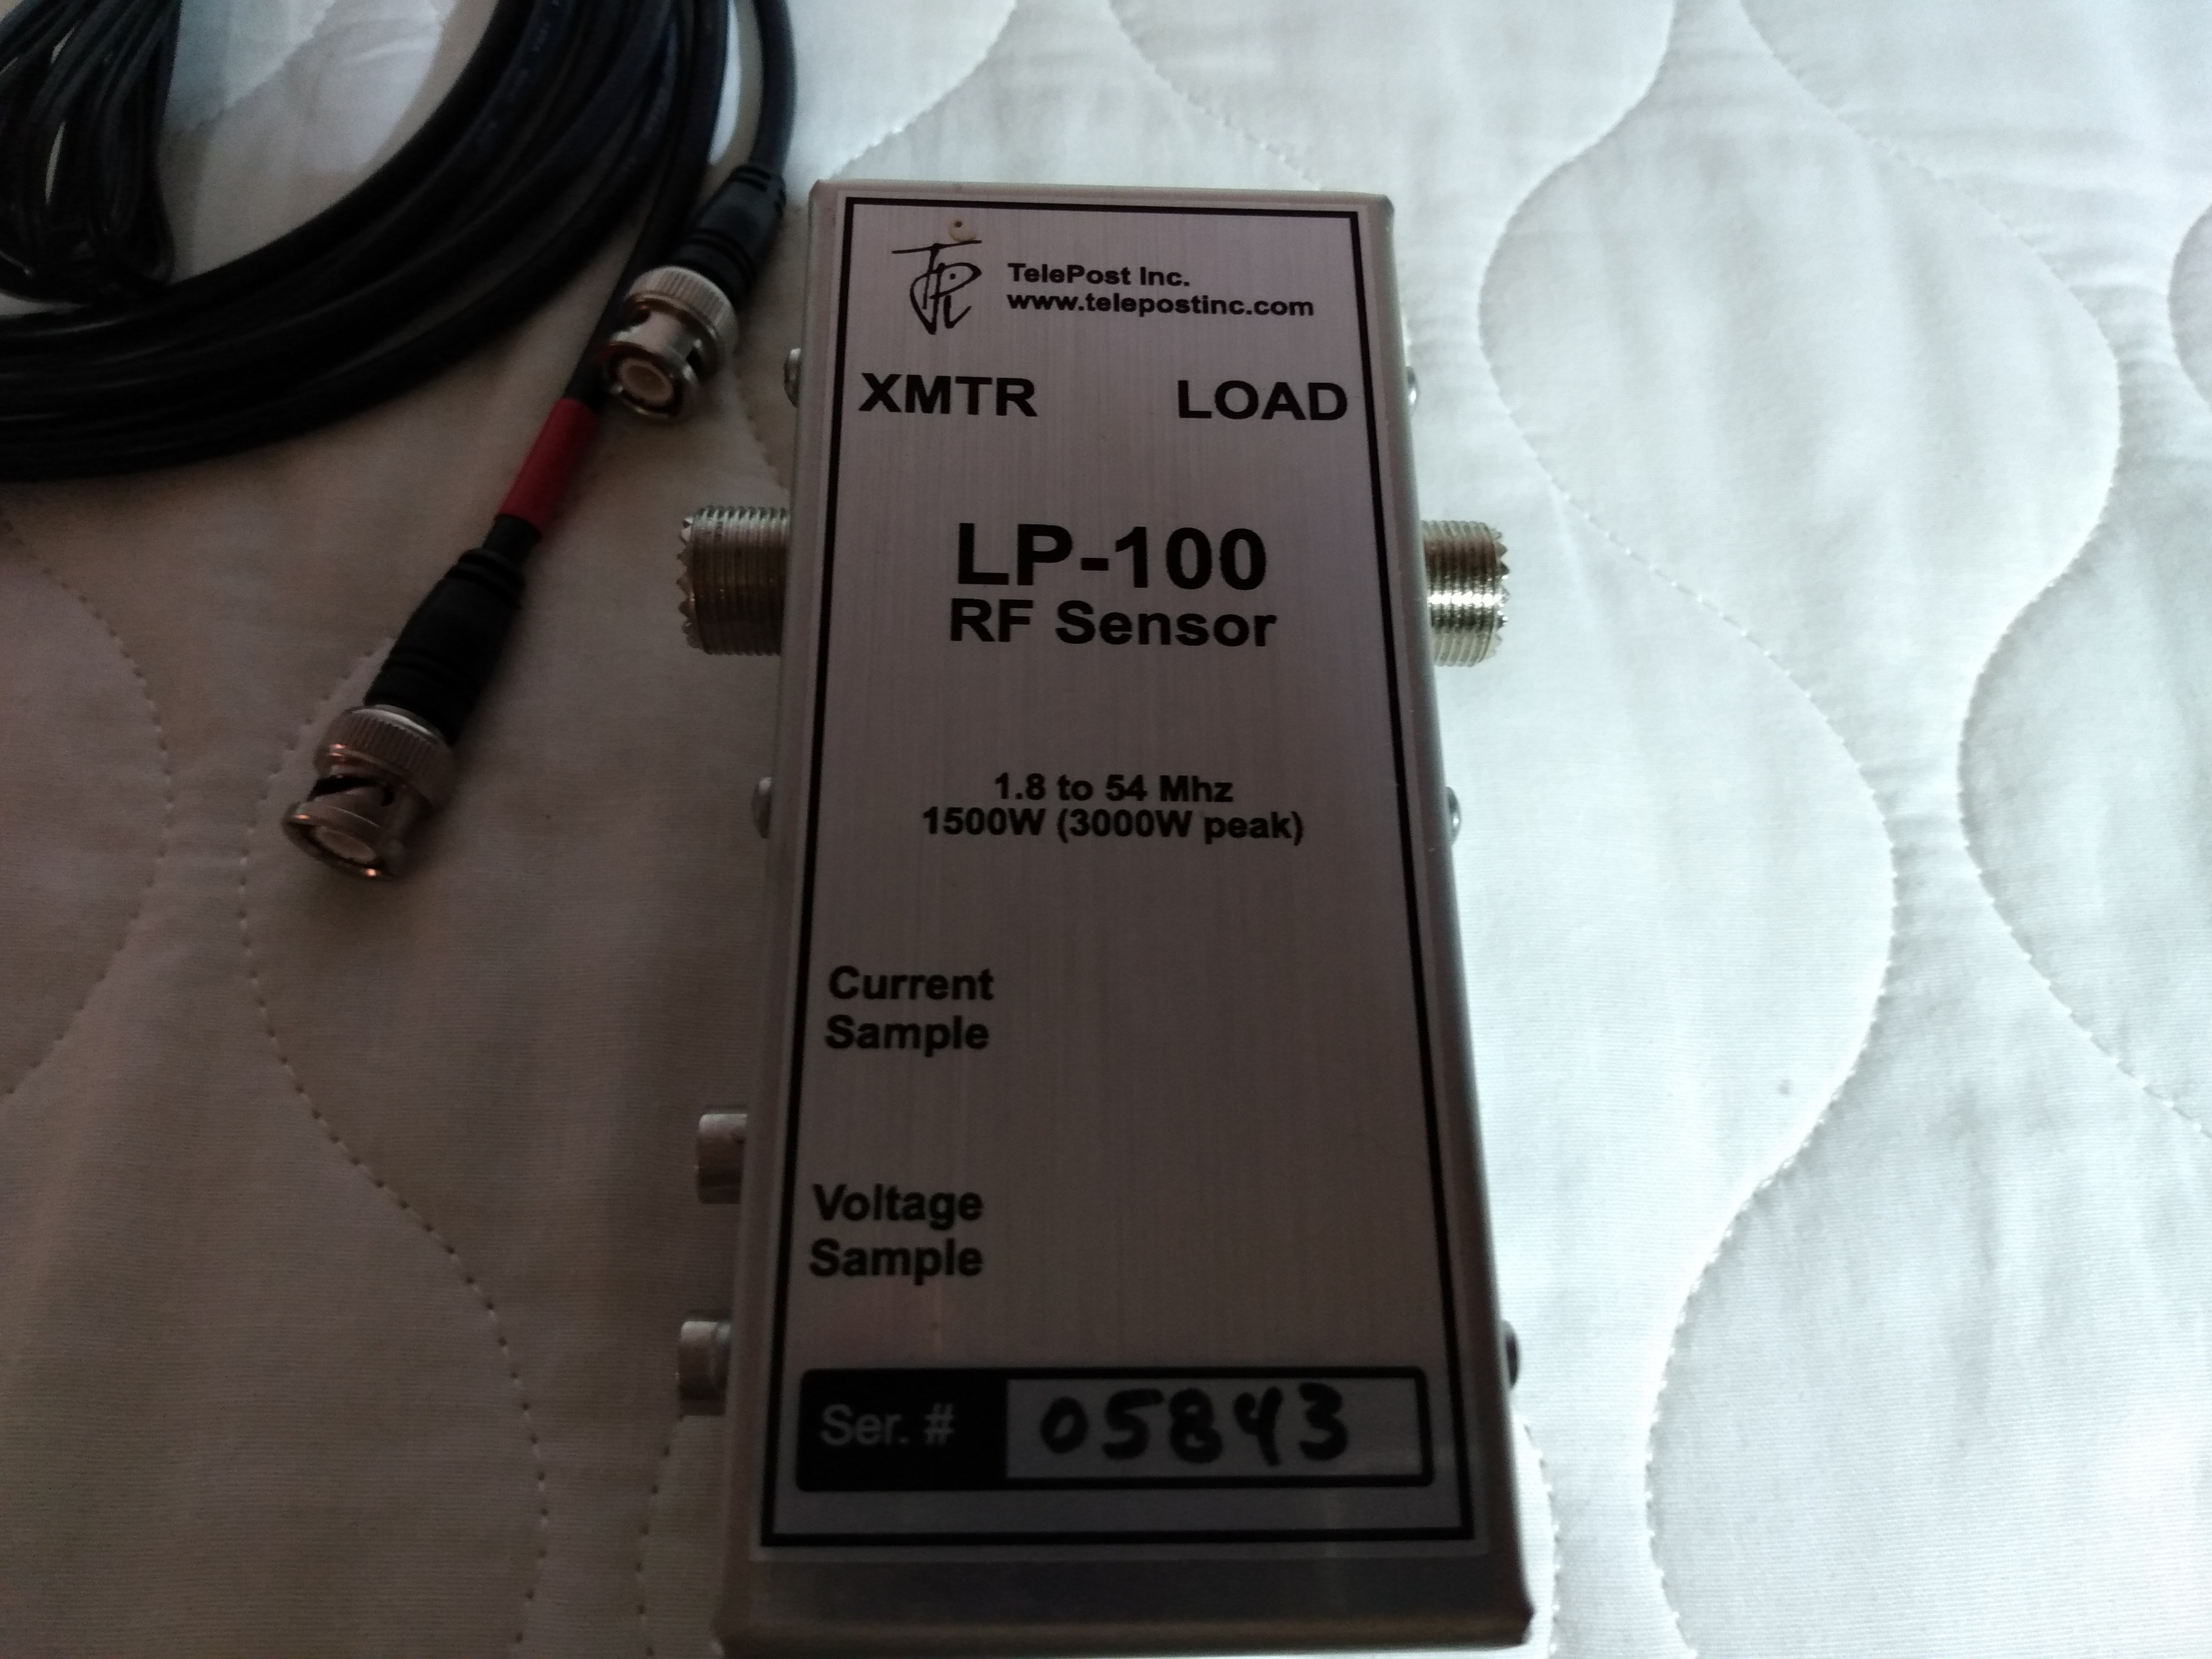 TelePost Inc.
www.telepostinc.com
XMTR LOAD
LP-100
RF Sensor
1.8 to 54 Mhz
1500W (3000W peak)
Current
Sample
Voltage
Sample
Ser. # 05843